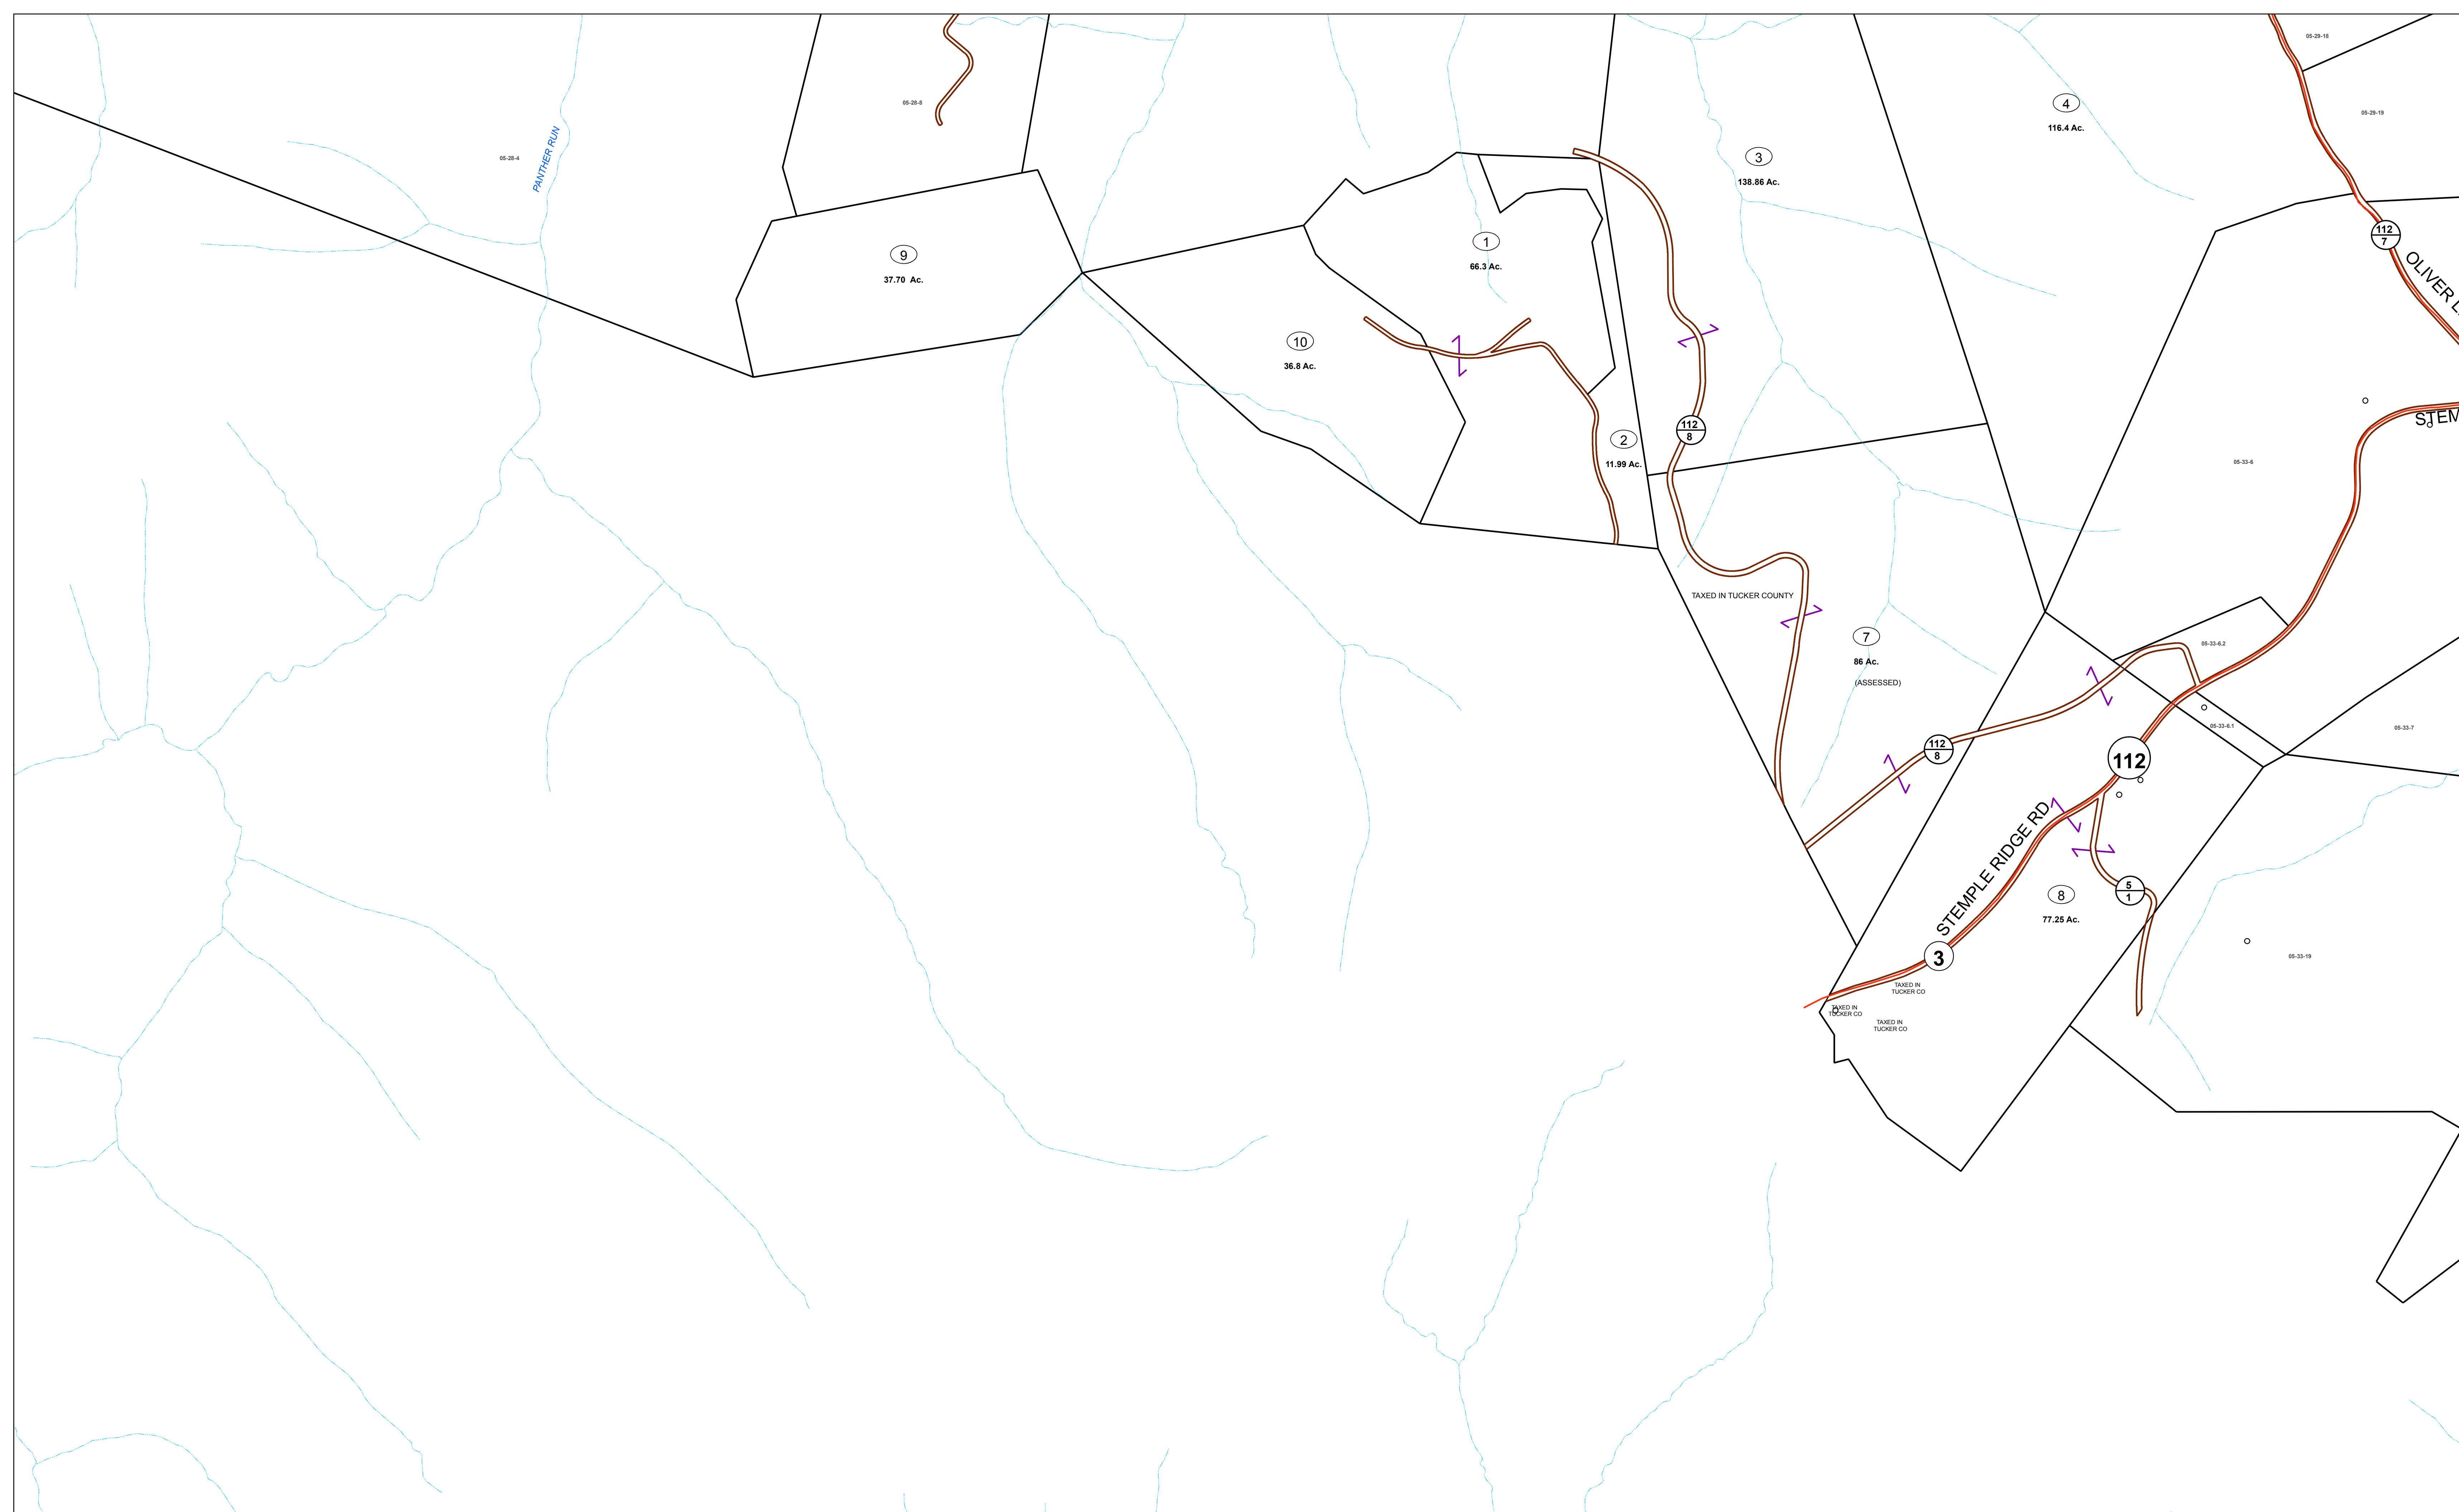 05-29-18
05-28-8
4
116.4 Ac.
05-29-19
PANTHER RUN
05-28-4
3
138.86 Ac.
112
7
9
37.70 Ac.
1
66.3 Ac.
OLIVER
10
36.8 Ac.
112
8
STEM
2
11.99 Ac.
05-33-6
TAXED IN TUCKER COUNTY
7
86 Ac.
(ASSESSED)
05-33-6.2
05-33-6.1
05-33-7
112
8
112
STEMPLE RIDGE RD
5
1
8
77.25 Ac.
3
05-33-19
TAXED IN
TUCKER CO
TAXED IN
TUCKER CO
TAXED IN
TUCKER CO